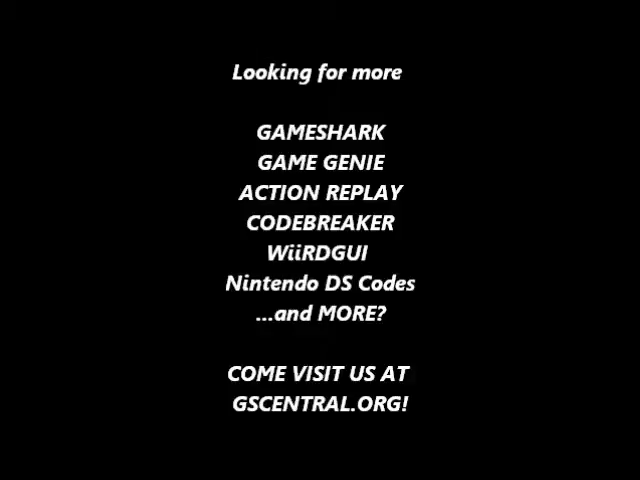 Looking for more
GAMESHARK
GAME GENIE
ACTION REPLAY
CODEBREAKER
WiiRDGUI
Nintendo DS Codes
...and MORE?
COME VISIT US AT
GSCENTRAL.ORG!